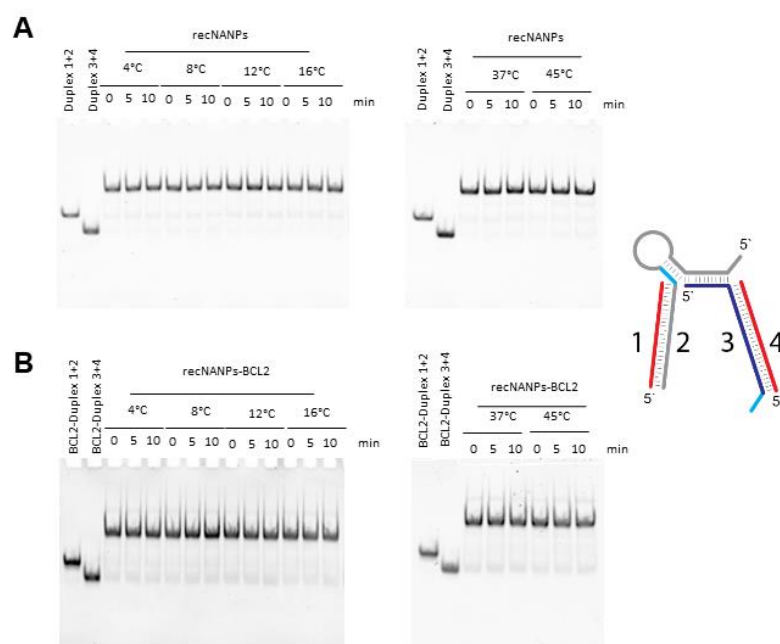 A
Duplex 1+2
Duplex 3+4
recNANPs
4°C 8°C 12°C 16°C
0 5 10 0 5 10 0 5 10 0 5 10 min
Duplex 1+2
Duplex 3+4
recNANPs
37°C 45°C
0 5 10 0 5 10 min
5`
5`
1 2 3 4
5`
5`
B
BCL2-Duplex 1+2
BCL2-Duplex 3+4
recNANPs-BCL2
4°C 8°C 12°C 16°C
0 5 10 0 5 10 0 5 10 0 5 10 min
BCL2-Duplex 1+2
BCL2-Duplex 3+4
recNANPs-BCL2
37°C 45°C
0 5 10 0 5 10 min